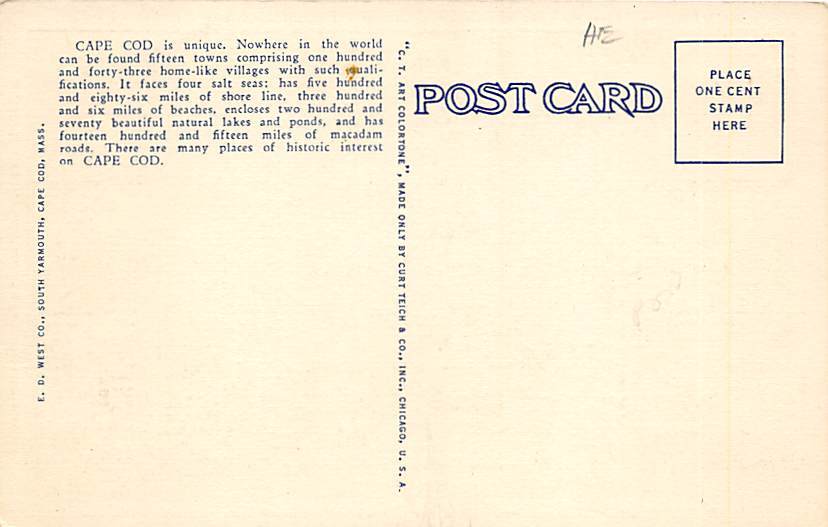 CAPE COD is unique. Nowhere in the world
can be found fifteen towns comprising one hundred
and forty-three home-like villages with such quali-
fications. It faces four salt seas: has five hundred
and eighty-six miles of shore line, three hundred
and six miles of beaches, encloses two hundred and
seventy beautiful natural lakes and ponds, and has
fourteen hundred and fifteen miles of macadam
roads. There are many places of historic interest
on CAPE COD.
E. D. WEST CO., SOUTH YARMOUTH, CAPE COD, MASS.
"C. T. ART COLORTONE", MADE ONLY BY CURT TEICH & CO., INC., CHICAGO, U. S. A.
POST CARD
PLACE
ONE CENT
STAMP
HERE